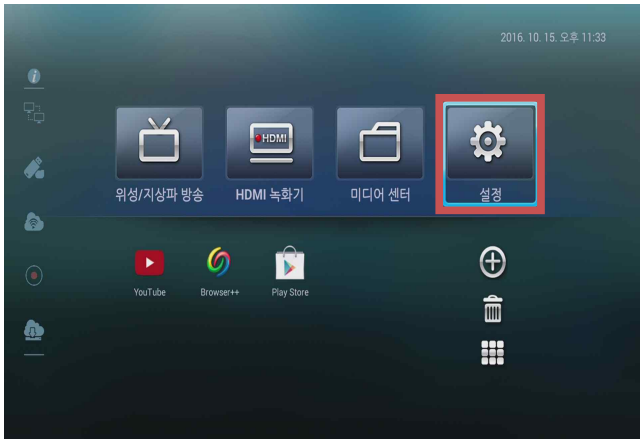 2016. 10. 15. 오후 11:33
HDMI
위성/지상파 방송
HDMI 녹화기
미디어 센터
설정
YouTube
Browser++
Play Store